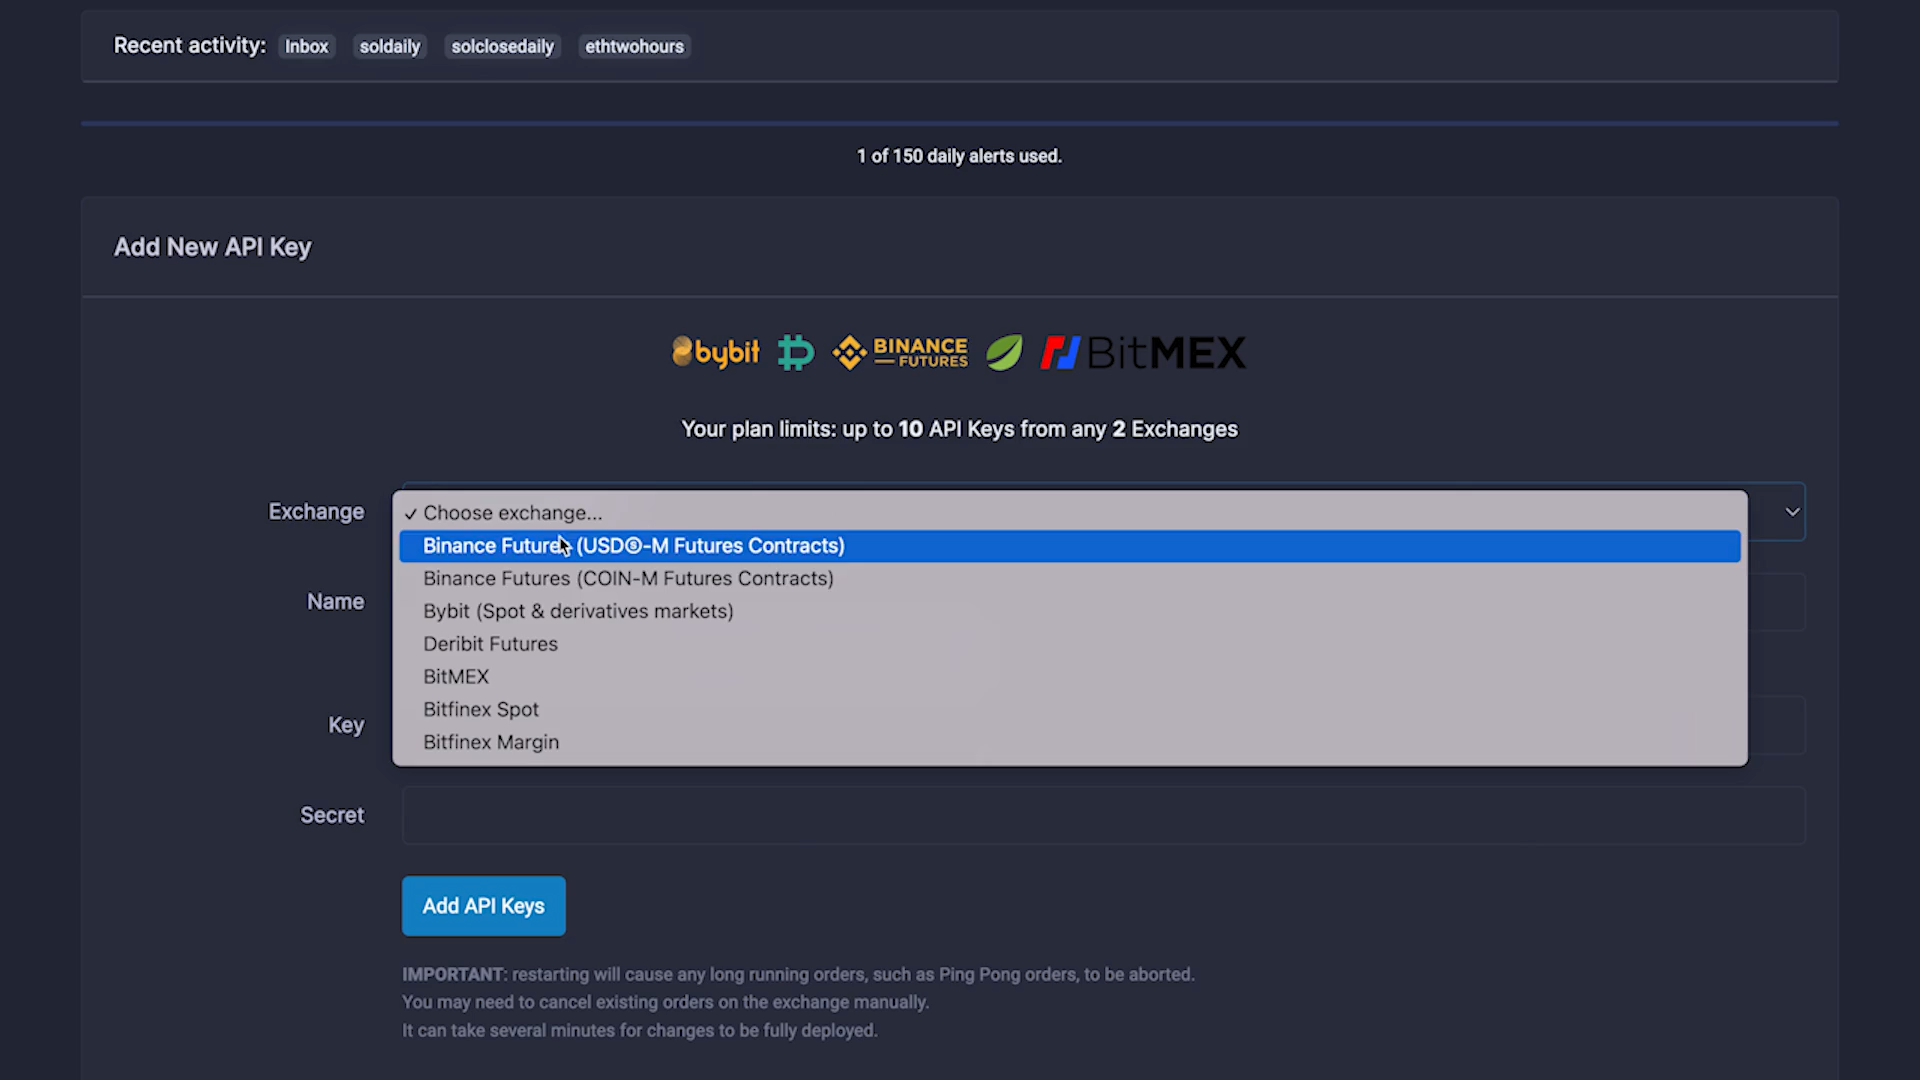 Recent activity: Inbox soldaily solclosedaily ethtwohours
1 of 150 daily alerts used.
Add New API Key
bybit BINANCE FUTURES BitMEX
Your plan limits: up to 10 API Keys from any 2 Exchanges
Exchange
✓ Choose exchange...
Binance Futures (USDⓈ-M Futures Contracts)
Binance Futures (COIN-M Futures Contracts)
Bybit (Spot & derivatives markets)
Deribit Futures
BitMEX
Bitfinex Spot
Bitfinex Margin
Name
Key
Secret
Add API Keys
IMPORTANT: restarting will cause any long running orders, such as Ping Pong orders, to be aborted.
You may need to cancel existing orders on the exchange manually.
It can take several minutes for changes to be fully deployed.